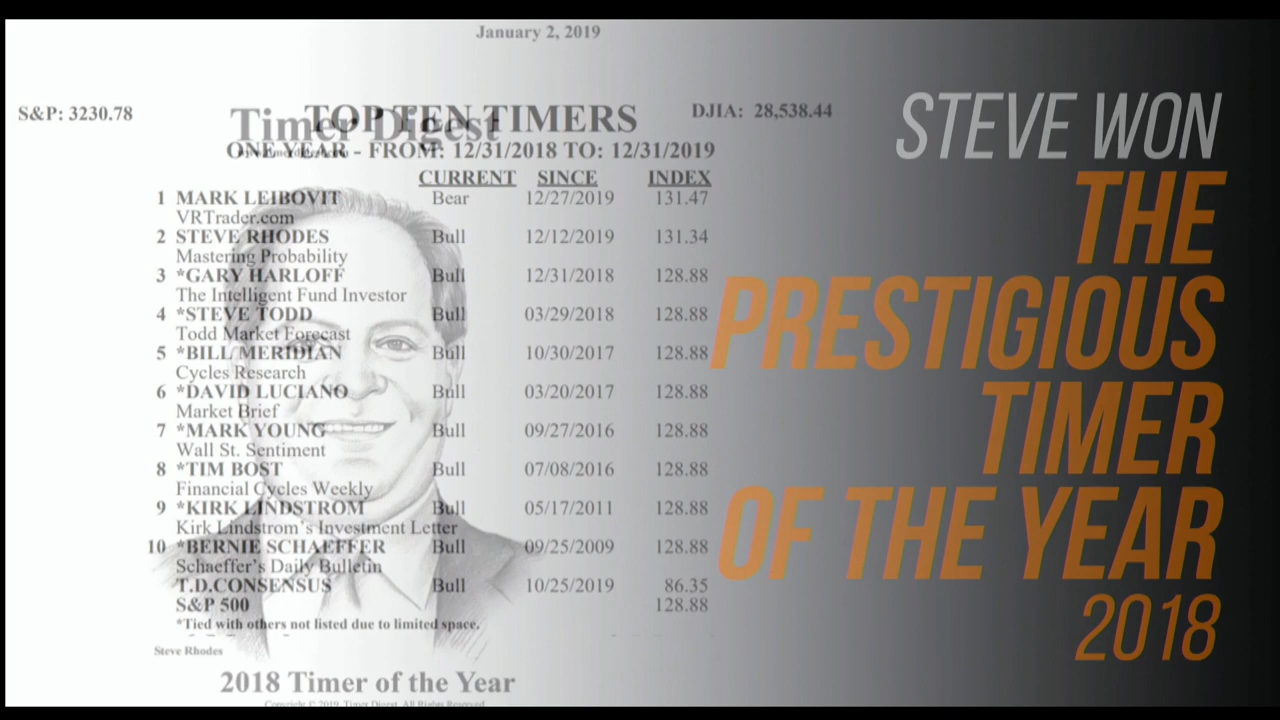 January 2, 2019
S&P: 3230.78
TOP TEN TIMERS
DJIA: 28,538.44
Timer Digest
ONE YEAR - FROM: 12/31/2018 TO: 12/31/2019
CURRENT SINCE INDEX
1 MARK LEIBOVIT Bear 12/27/2019 131.47
VRTrader.com
2 STEVE RHODES Bull 12/12/2019 131.34
Mastering Probability
3 *GARY HARLOFF Bull 12/31/2018 128.88
The Intelligent Fund Investor
4 *STEVE TODD Bull 03/29/2018 128.88
Todd Market Forecast
5 *BILL MERIDIAN Bull 10/30/2017 128.88
Cycles Research
6 *DAVID LUCIANO Bull 03/20/2017 128.88
Market Brief
7 *MARK YOUNG Bull 09/27/2016 128.88
Wall St. Sentiment
8 *TIM BOST Bull 07/08/2016 128.88
Financial Cycles Weekly
9 *KIRK LINDSTROM Bull 05/17/2011 128.88
Kirk Lindstrom's Investment Letter
10 *BERNIE SCHAEFFER Bull 09/25/2009 128.88
Schaeffer's Daily Bulletin
T.D.CONSENSUS Bull 10/25/2019 86.35
S&P 500 128.88
*Tied with others not listed due to limited space.
Steve Rhodes
2018 Timer of the Year
Copyright © 2019, Timer Digest, All Rights Reserved
STEVE WON
THE
PRESTIGIOUS
TIMER
OF THE YEAR
2018